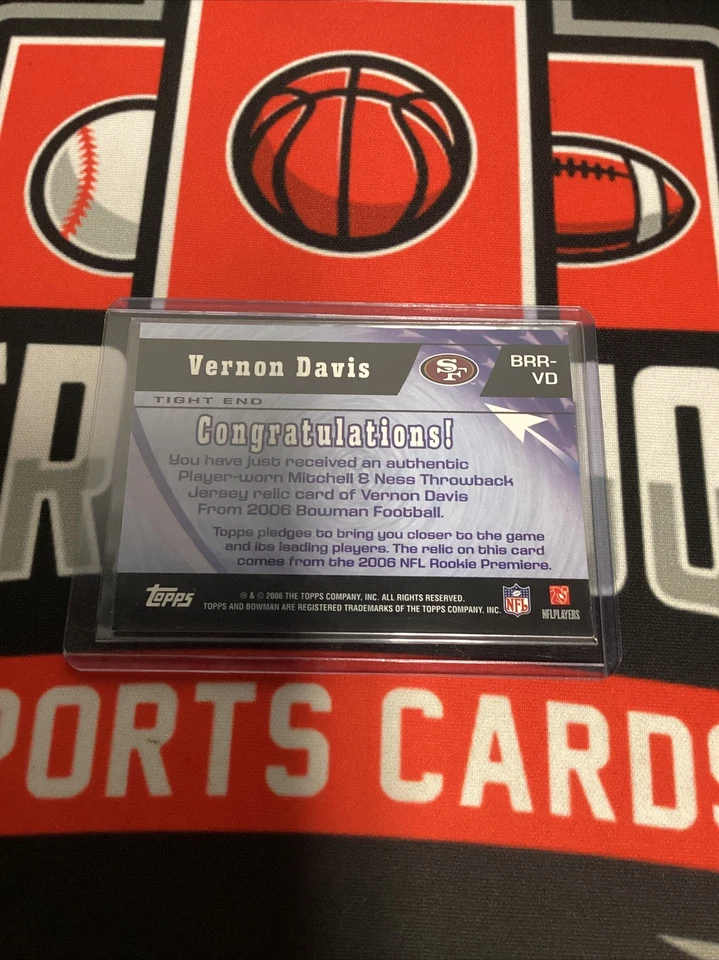 Vernon Davis
SF
BRR-
VD
TIGHT END
Congratulations!
You have just received an authentic
Player-worn Mitchell & Ness Throwback
Jersey relic card of Vernon Davis
From 2006 Bowman Football.
Topps pledges to bring you closer to the game
and its leading players. The relic on this card
comes from the 2006 NFL Rookie Premiere.
Topps
® & © 2006 THE TOPPS COMPANY, INC. ALL RIGHTS RESERVED.
TOPPS AND BOWMAN ARE REGISTERED TRADEMARKS OF THE TOPPS COMPANY, INC.
NFL
NFLPLAYERS
PORTS CARDS